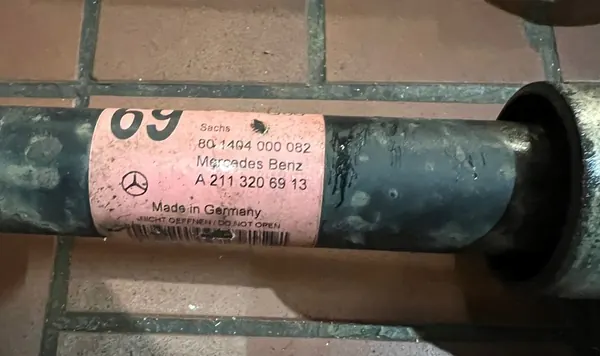 69
Sachs
80 1404 000 082
Mercedes Benz
A 211 320 69 13
Made in Germany
NICHT OEFFNEN / DO NOT OPEN